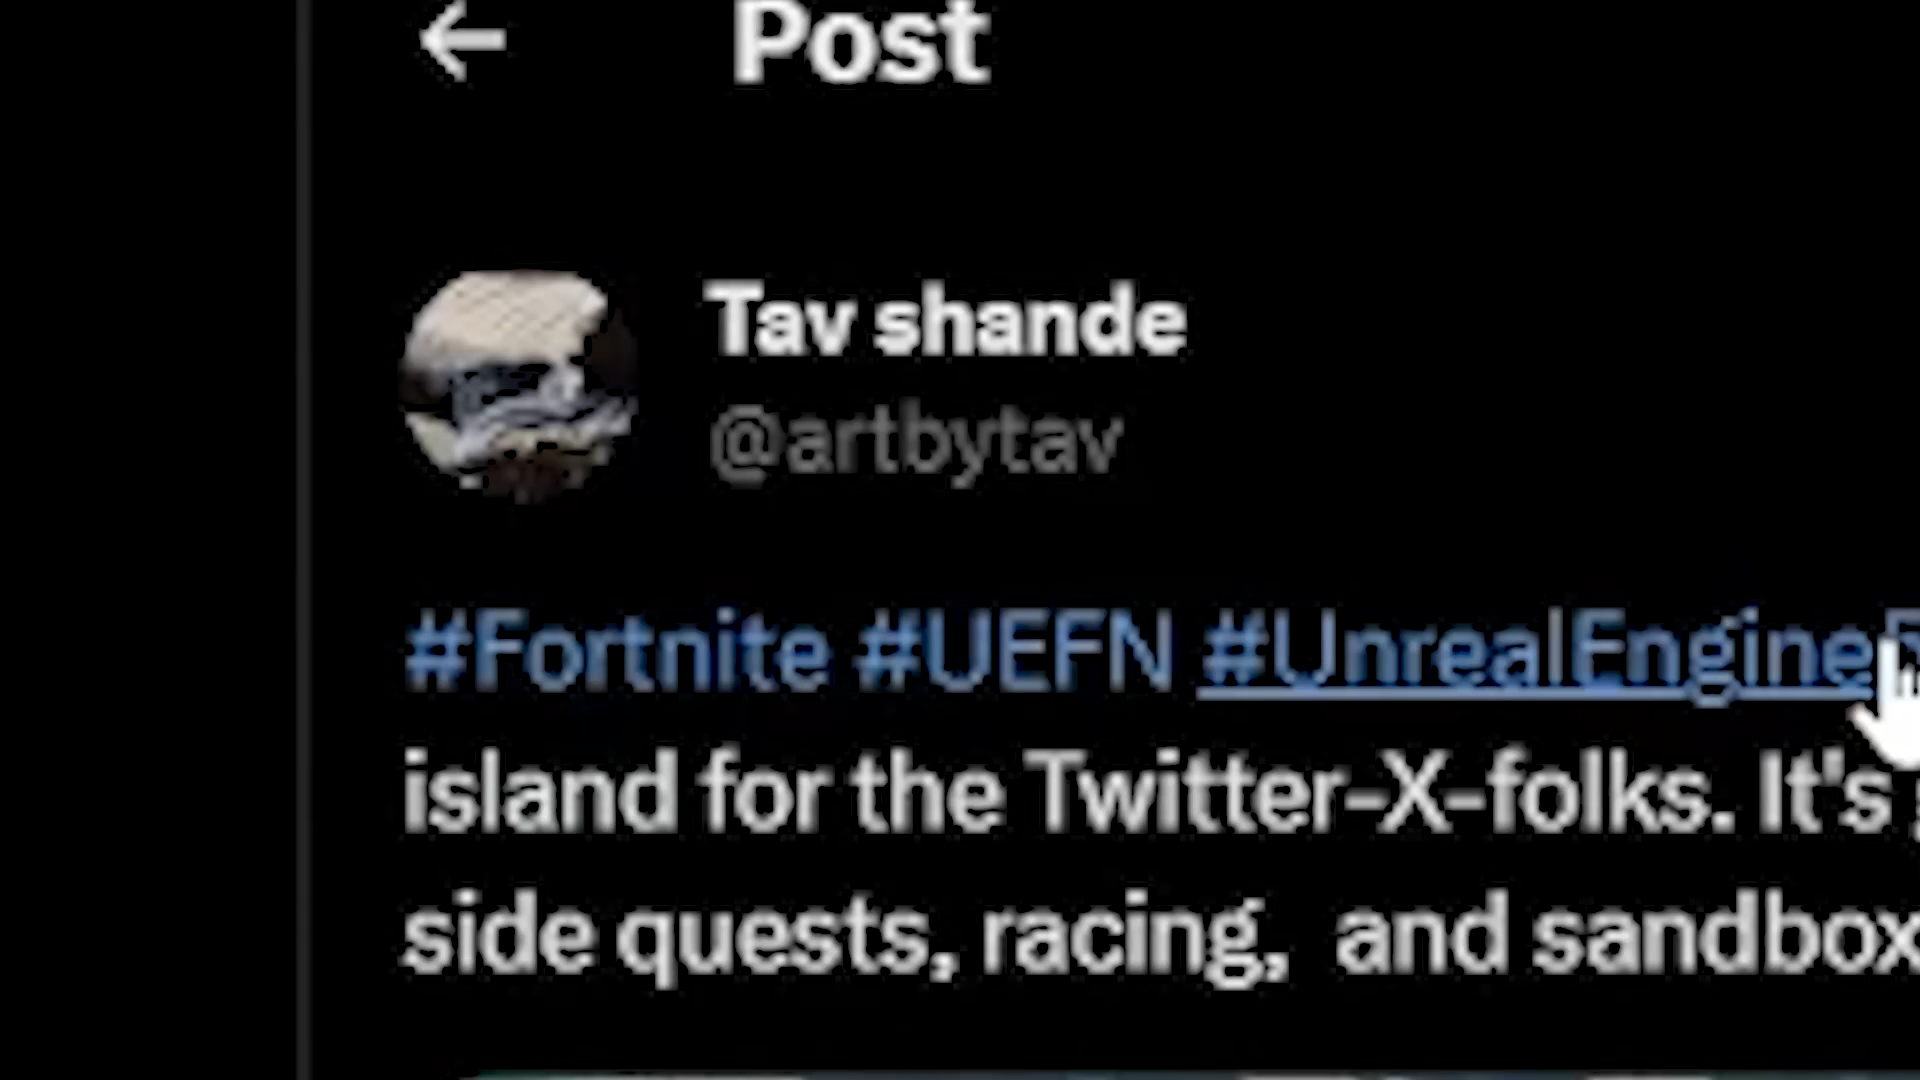 Post
Tav shande
@artbytav
#Fortnite #UEFN #UnrealEngine
island for the Twitter-X-folks. It's
side quests, racing, and sandbox